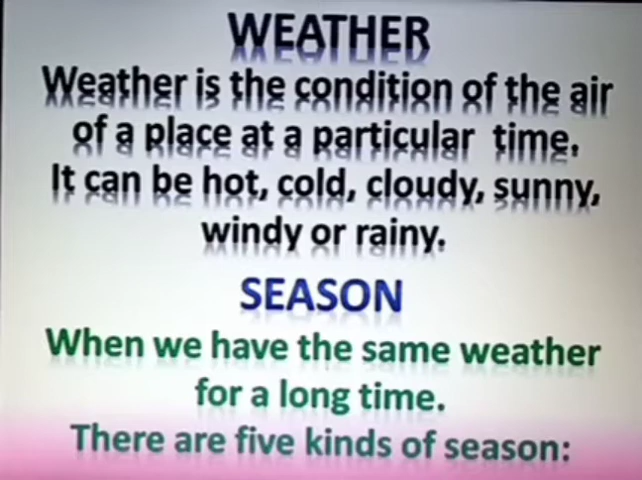 WEATHER
Weather is the condition of the air
of a place at a particular time.
It can be hot, cold, cloudy, sunny,
windy or rainy.
SEASON
When we have the same weather
for a long time.
There are five kinds of season: